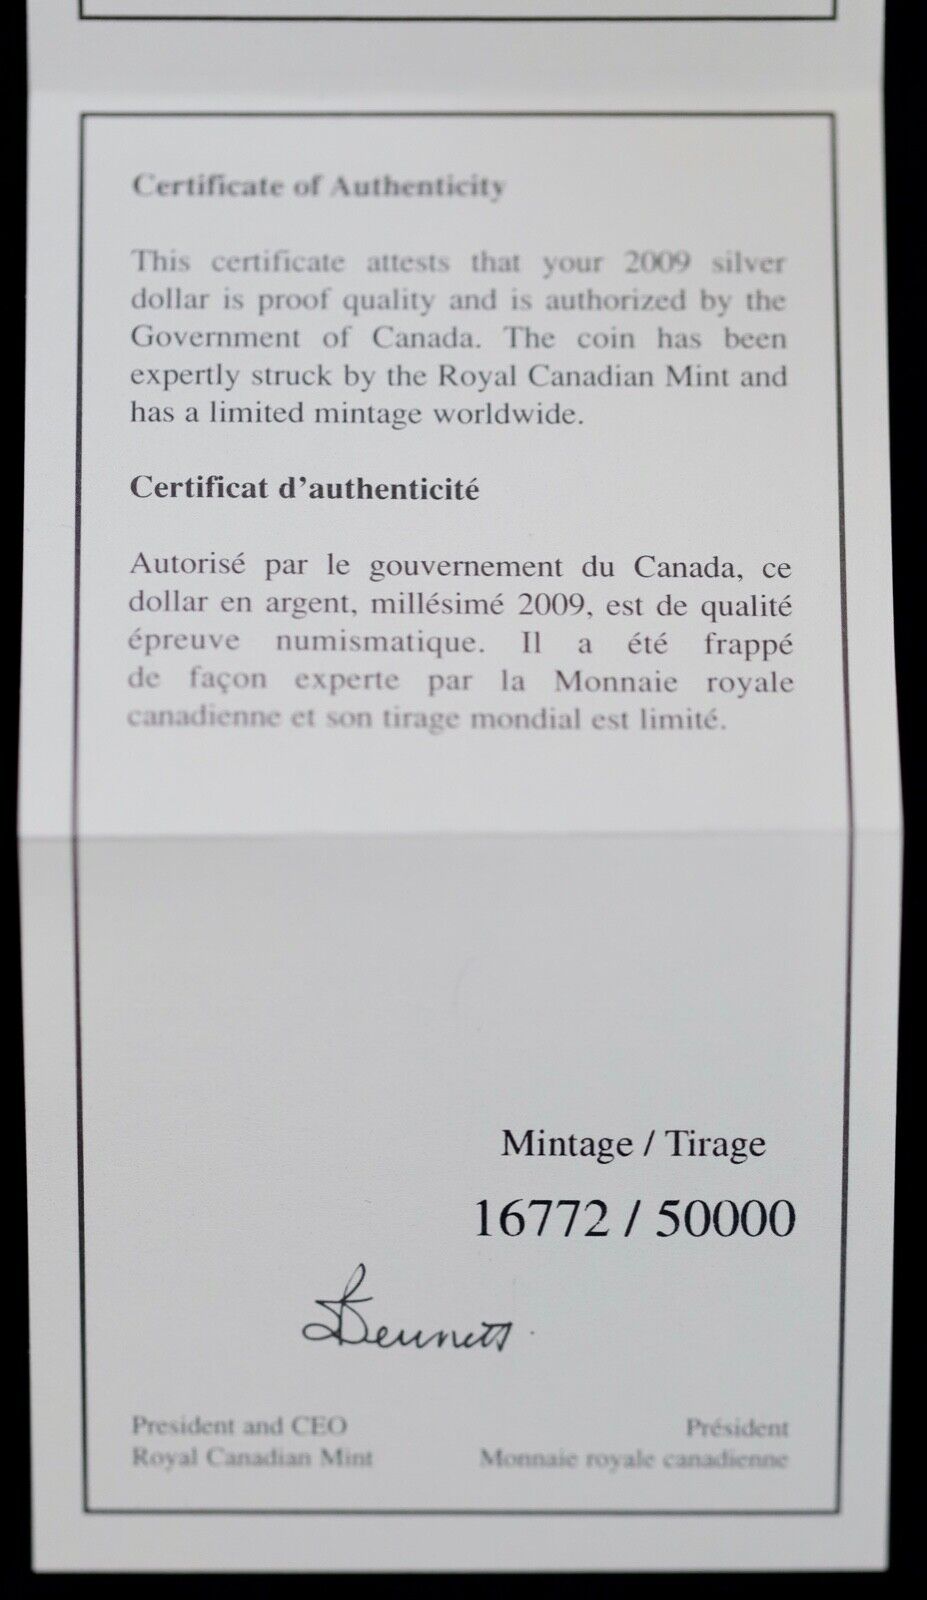 Certificate of Authenticity
This certificate attests that your 2009 silver
dollar is proof quality and is authorized by the
Government of Canada. The coin has been
expertly struck by the Royal Canadian Mint and
has a limited mintage worldwide.
Certificat d’authenticité
Autorisé par le gouvernement du Canada, ce
dollar en argent, millésimé 2009, est de qualité
épreuve numismatique. Il a été frappé
de façon experte par la Monnaie royale
canadienne et son tirage mondial est limité.
Mintage / Tirage
16772 / 50000
Bennett
President and CEO
Royal Canadian Mint
Président
Monnaie royale canadienne